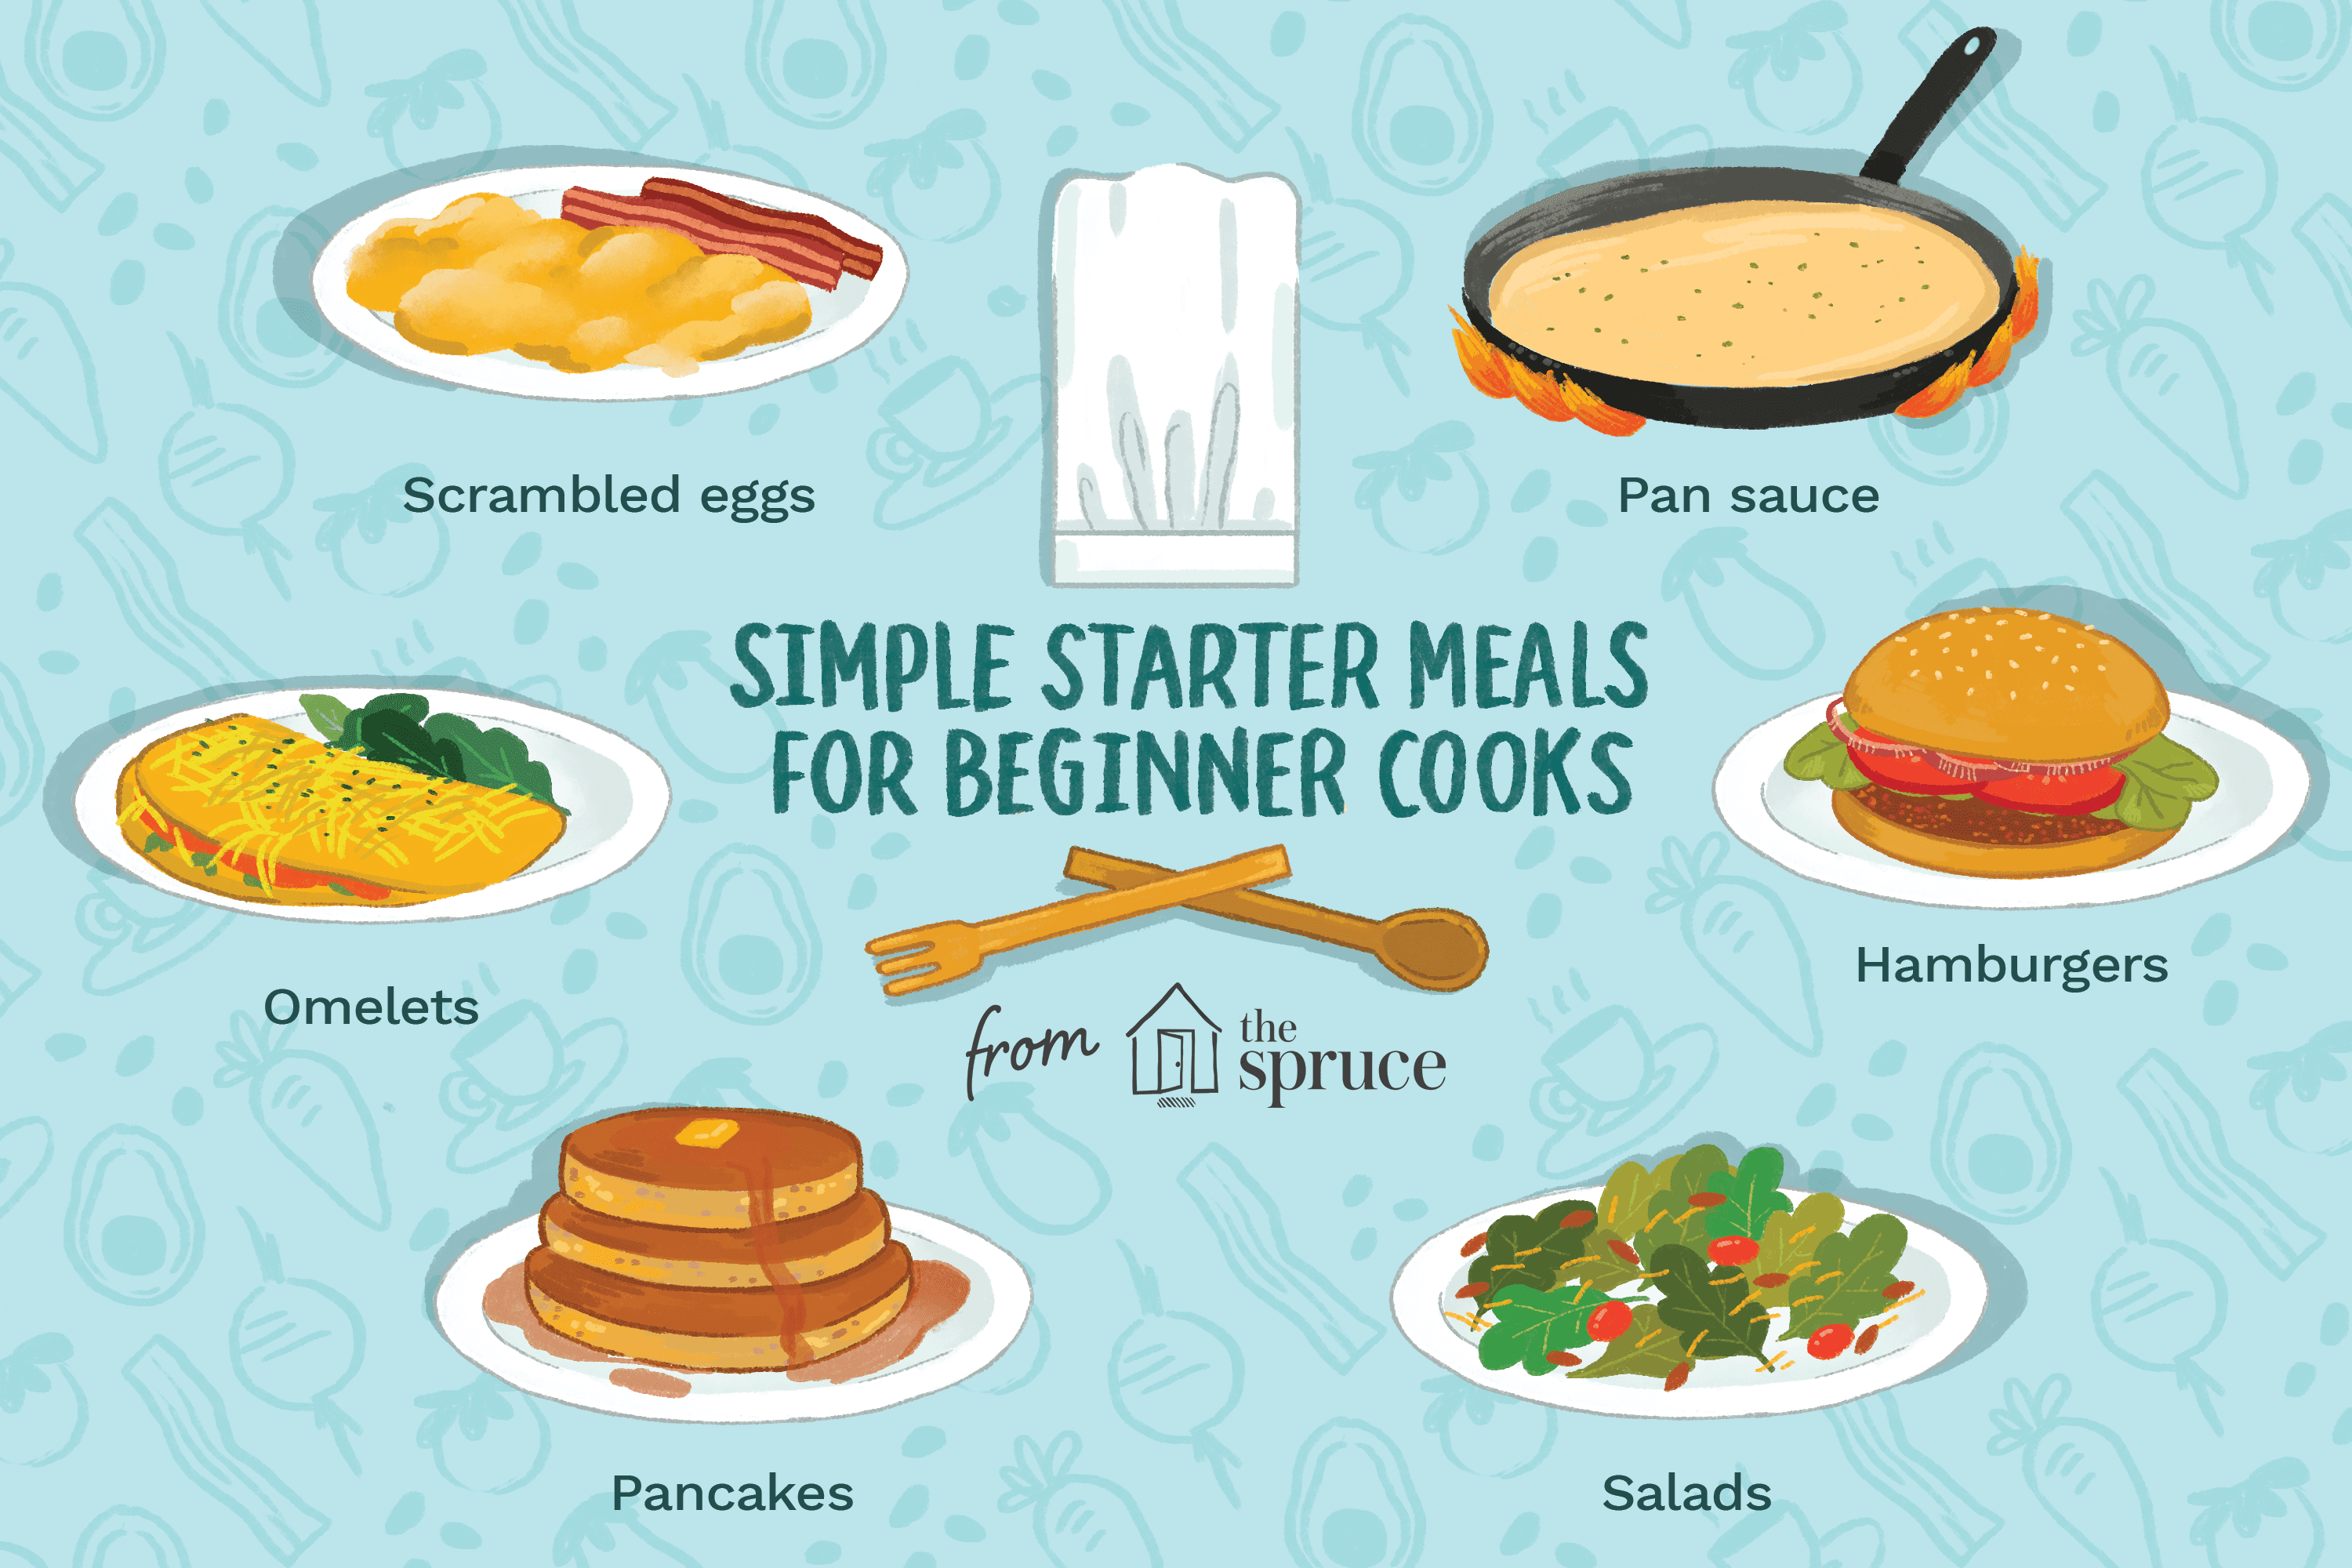 Scrambled eggs
Pan sauce
SIMPLE STARTER MEALS
FOR BEGINNER COOKS
Hamburgers
Omelets
from the spruce
Pancakes
Salads